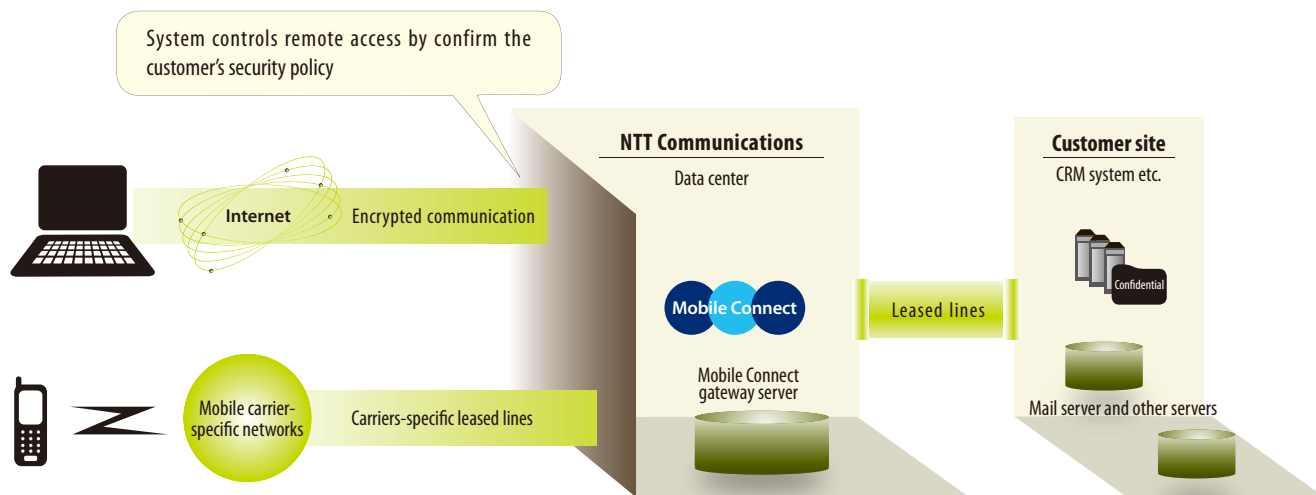 System controls remote access by confirm the
customer's security policy
NTT Communications
Data center
Customer site
CRM system etc.
Internet
Encrypted communication
Confidential
Mobile Connect
Leased lines
Mobile Connect
gateway server
Mobile carrier-
specific networks
Carriers-specific leased lines
Mail server and other servers